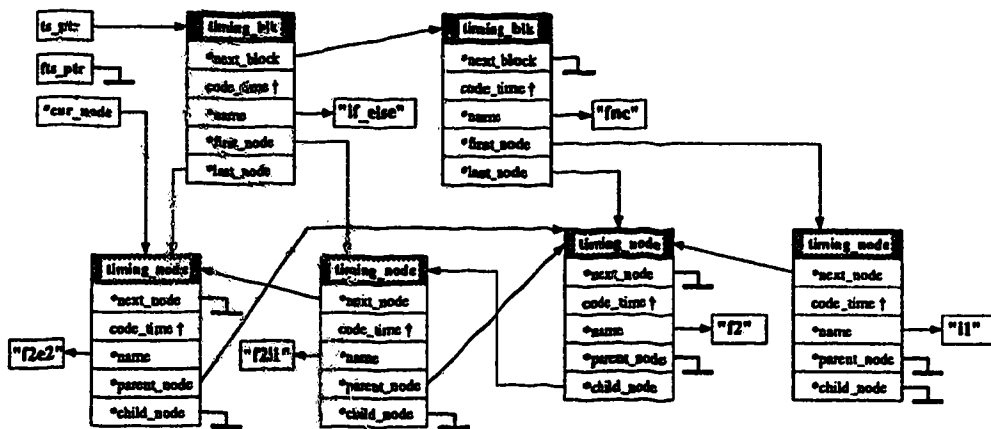 ts_ptr
fts_ptr
*cur_node
timing_blk
*next_block
code_time †
*name
*first_node
*last_node
"if_else"
timing_blk
*next_block
code_time †
*name
*first_node
*last_node
"fnc"
timing_node
*next_node
code_time †
*name
*parent_node
*child_node
"f2e2"
timing_node
*next_node
code_time †
*name
*parent_node
*child_node
"f2i1"
timing_node
*next_node
code_time †
*name
*parent_node
*child_node
"f2"
timing_node
*next_node
code_time †
*name
*parent_node
*child_node
"i1"